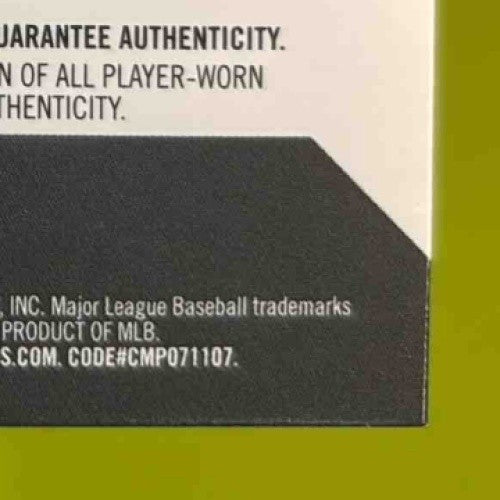 UARANTEE AUTHENTICITY.
N OF ALL PLAYER-WORN
THENTICITY.
, INC. Major League Baseball trademarks
PRODUCT OF MLB.
S.COM. CODE#CMP071107.